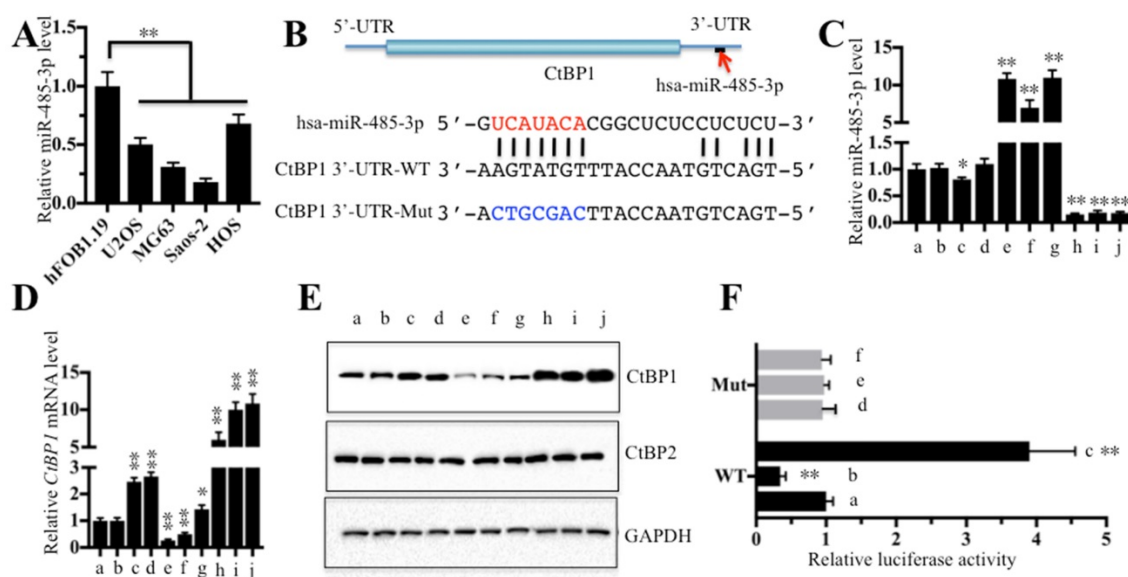 A
Relative miR-485-3p level
1.5
1.0
0.5
0.0
**
hFOB1.19
U2OS
MG63
Saos-2
HOS
B
5’-UTR
3’-UTR
CtBP1
hsa-miR-485-3p
hsa-miR-485-3p 5’-GUCAUACACGGCUCUCCUCUCU-3’
CtBP1 3’-UTR-WT 3’-AAGTATGTTTACCAATGTCAGT-5’
CtBP1 3’-UTR-Mut 3’-ACTGCGACTTACCAATGTCAGT-5’
C
Relative miR-485-3p level
15
10
5
1.5
1.0
0.5
0.0
*
**
**
**
** ** **
a b c d e f g h i j
D
Relative CtBP1 mRNA level
15
10
5
3
2
1
0
** ** ** ** * ** ** **
a b c d e f g h i j
E
a b c d e f g h i j
CtBP1
CtBP2
GAPDH
F
Mut
f
e
d
WT
c **
** b
a
0 1 2 3 4 5
Relative luciferase activity